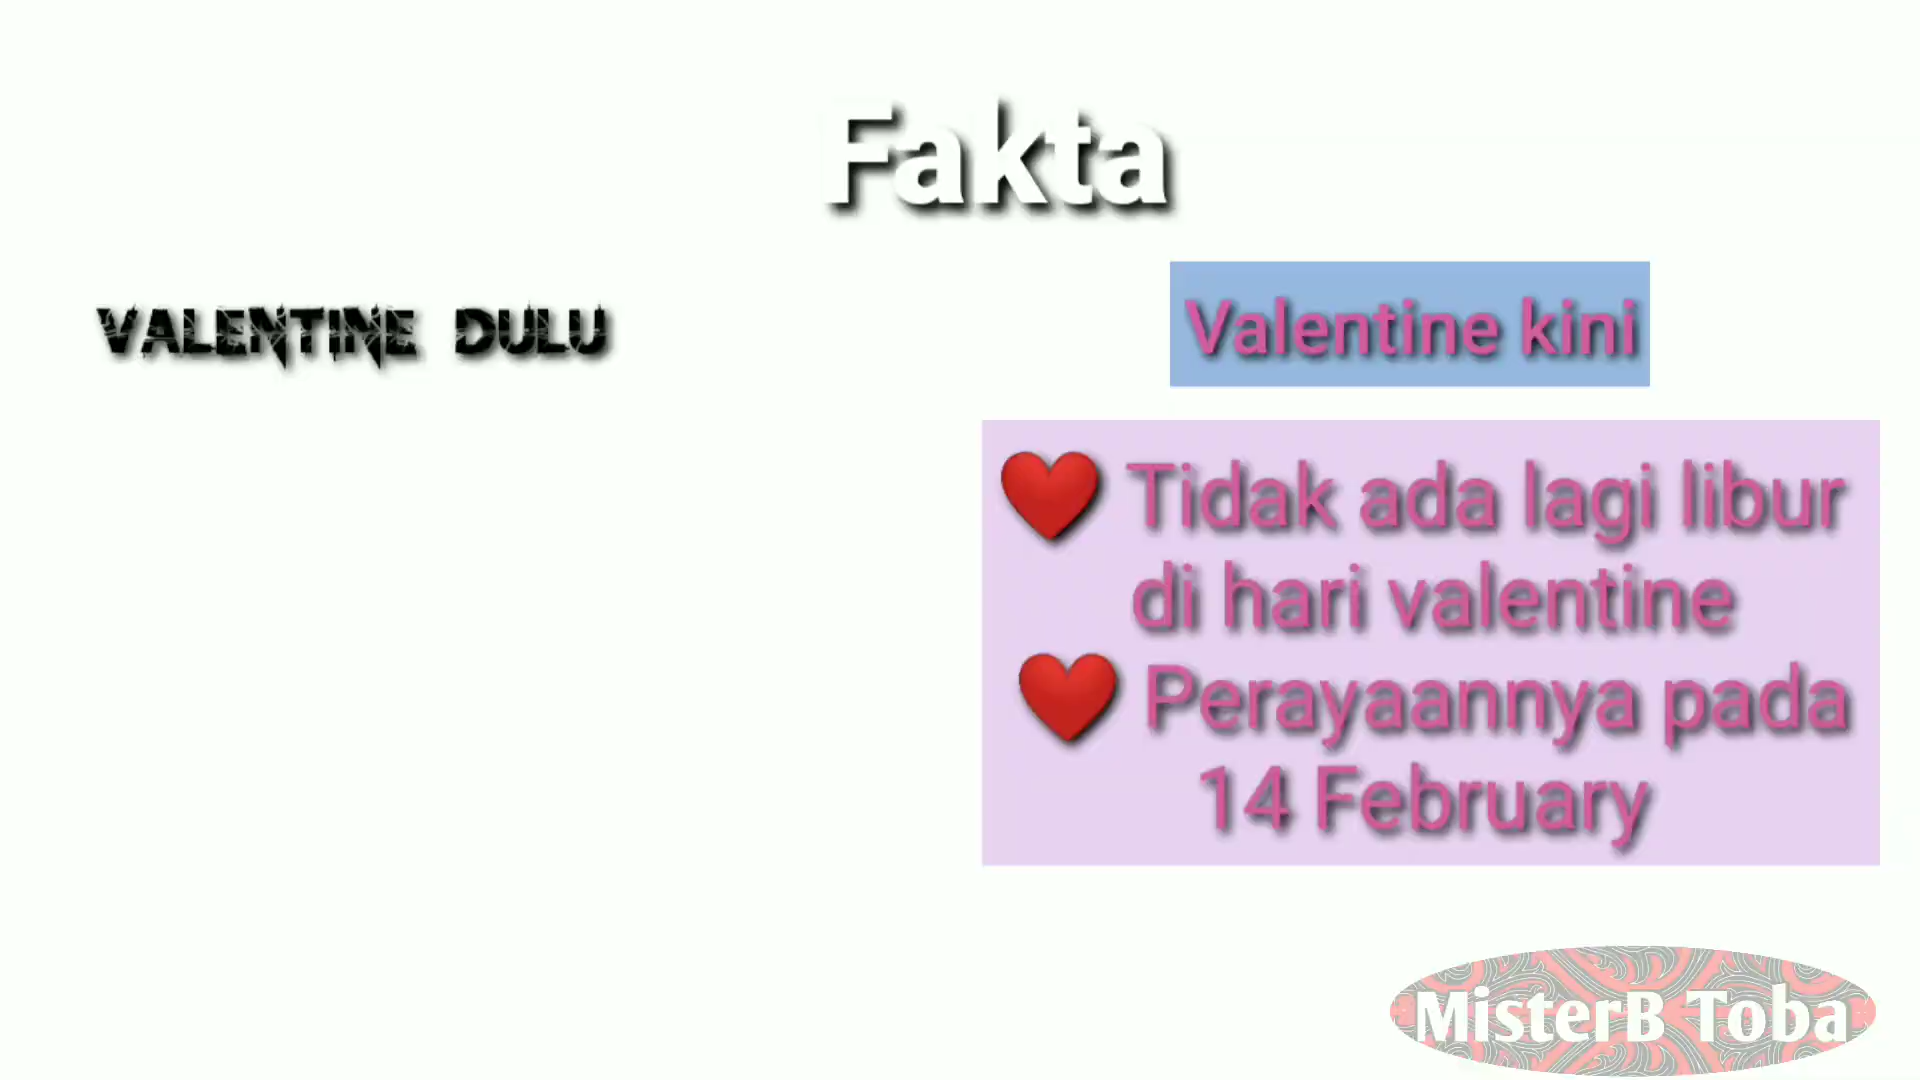 Fakta
VALENTINE DULU
Valentine kini
❤️ Tidak ada lagi libur
di hari valentine
❤️ Perayaannya pada
14 February
MisterB Toba